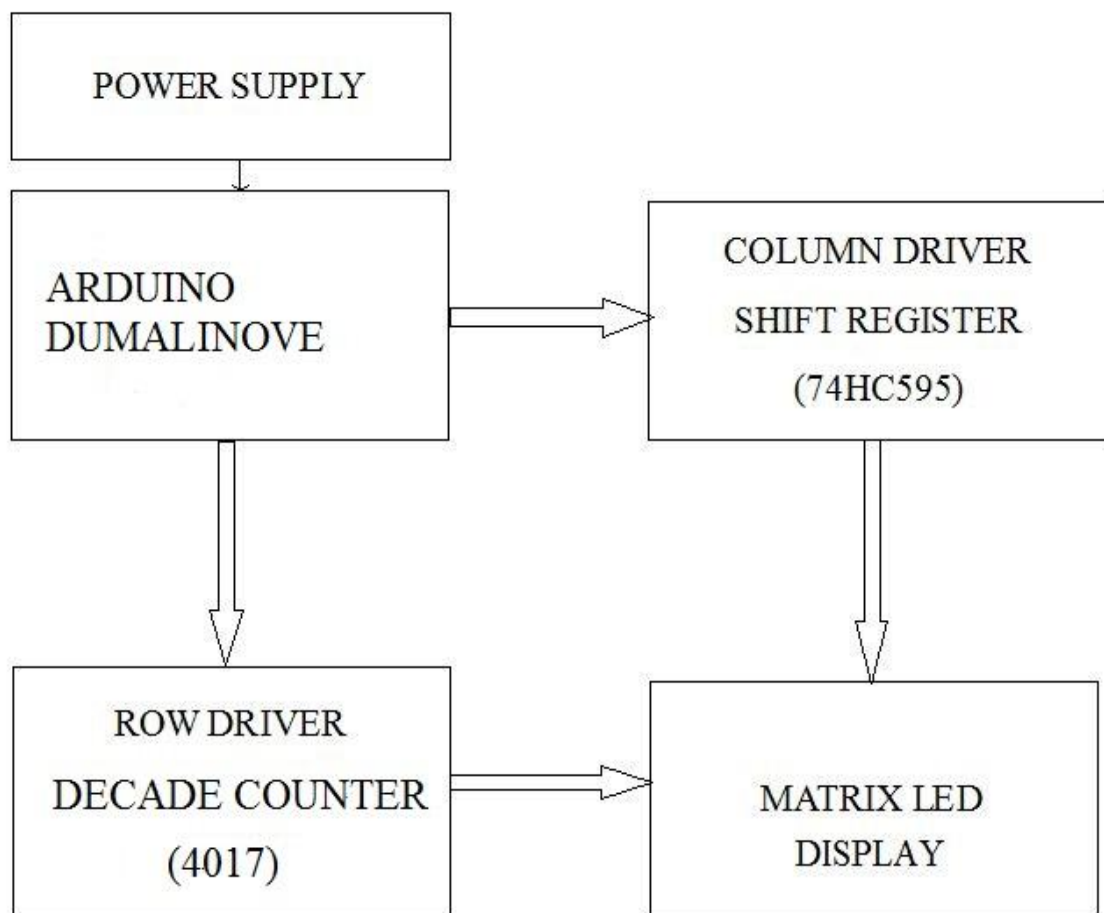 POWER SUPPLY
ARDUINO
DUMALINOVE
COLUMN DRIVER
SHIFT REGISTER
(74HC595)
ROW DRIVER
DECADE COUNTER
(4017)
MATRIX LED
DISPLAY